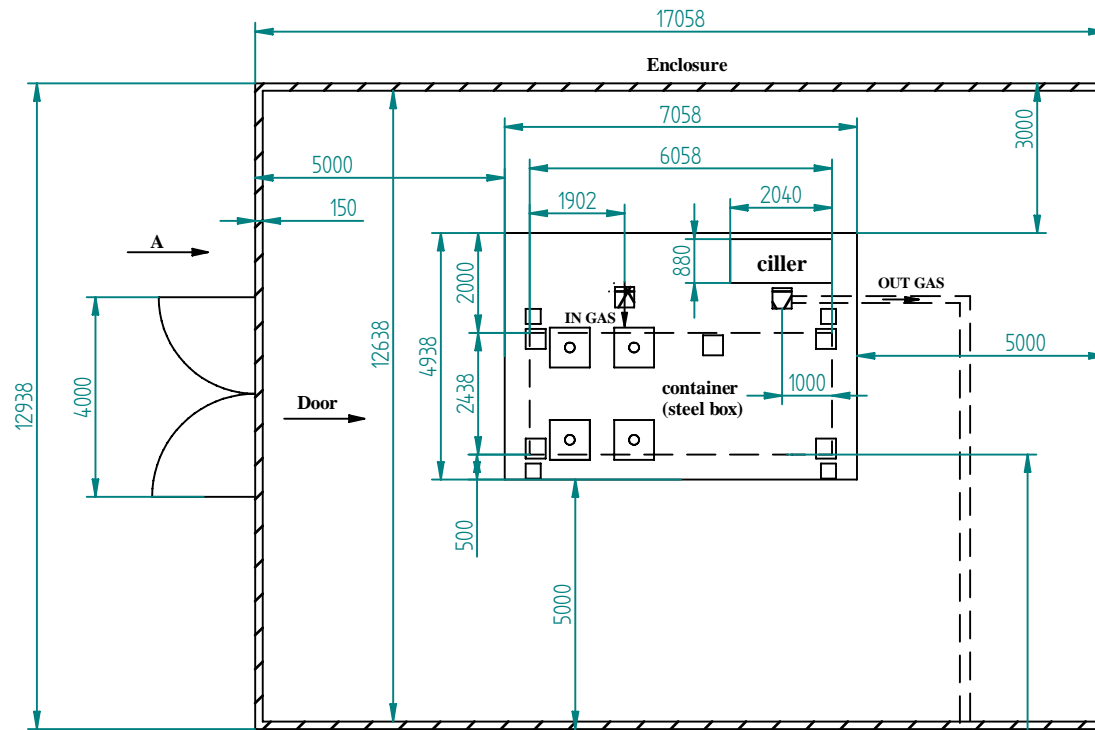 17058
Enclosure
7058
3000
6058
5000
1902
2040
150
A
880
ciller
2000
OUT GAS
IN GAS
12938
4000
12638
4938
2438
container
(steel box)
1000
5000
Door
500
5000